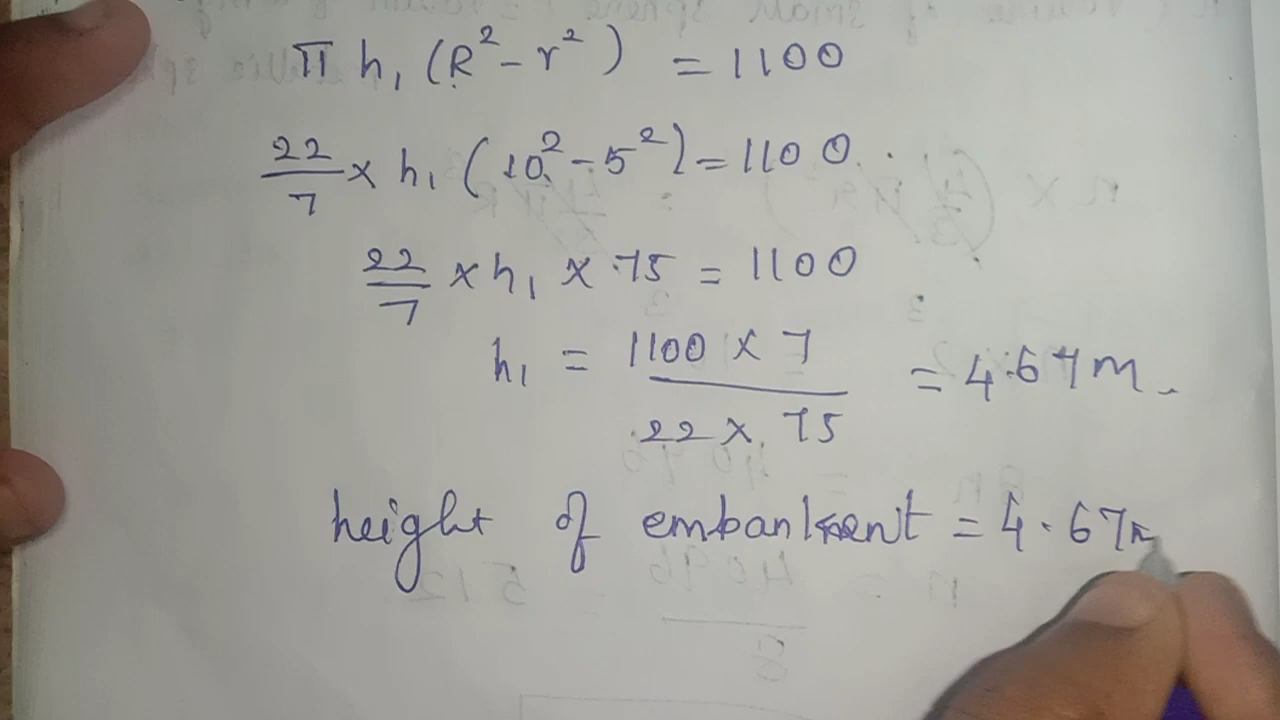 π h₁ (R² - r²) = 1100
22/7 × h₁ (10² - 5²) = 1100.
22/7 × h₁ × 75 = 1100
h₁ = 1100 × 7 / 22 × 75 = 4.67 m.
height of embankment = 4.67m